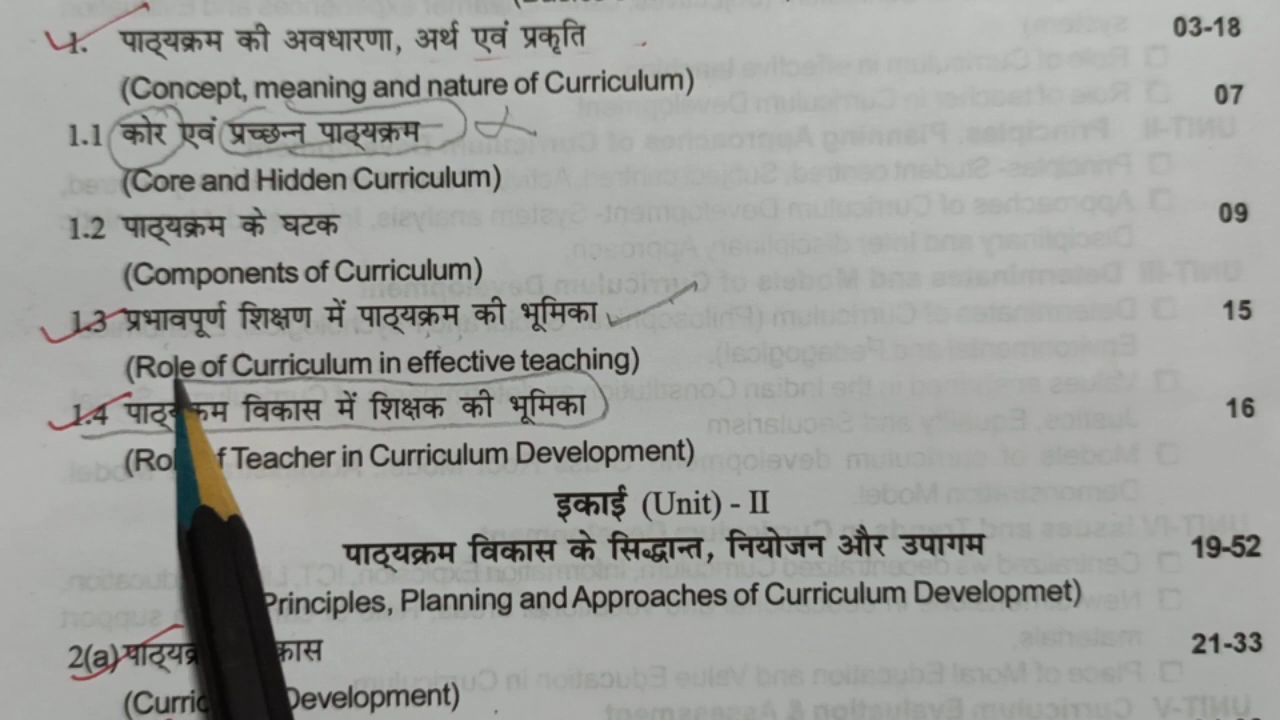 1. पाठ्यक्रम की अवधारणा, अर्थ एवं प्रकृति 03-18
(Concept, meaning and nature of Curriculum) 07
1.1 कोर एवं प्रच्छन्न पाठ्यक्रम
(Core and Hidden Curriculum)
1.2 पाठ्यक्रम के घटक 09
(Components of Curriculum)
1.3 प्रभावपूर्ण शिक्षण में पाठ्यक्रम की भूमिका 15
(Role of Curriculum in effective teaching)
1.4 पाठ्यक्रम विकास में शिक्षक की भूमिका 16
of Teacher in Curriculum Development)
इकाई (Unit) - II
पाठ्यक्रम विकास के सिद्धान्त, नियोजन और उपागम 19-52
Principles, Planning and Approaches of Curriculum Developmet)
2(a) 21-33
Development)